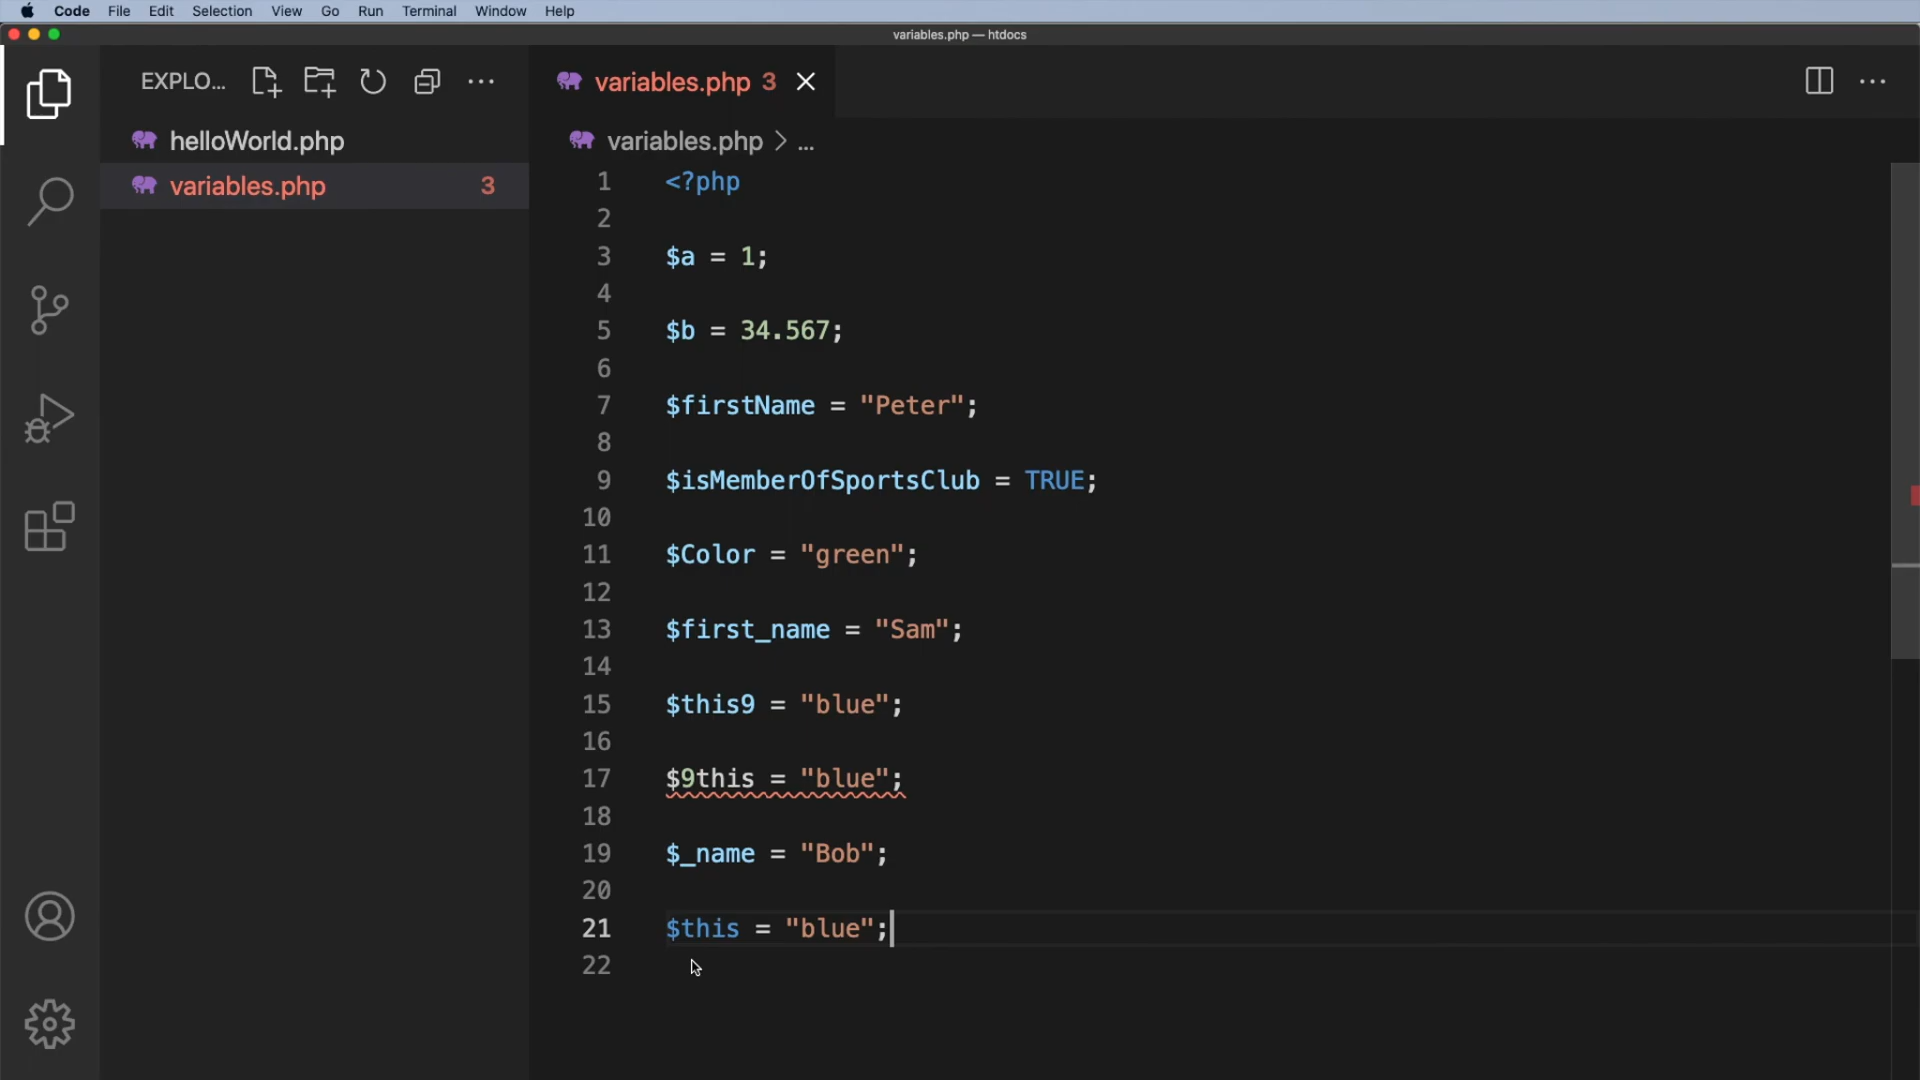 Code File Edit Selection View Go Run Terminal Window Help
variables.php — htdocs
EXPLO...
variables.php 3
helloWorld.php
variables.php 3
variables.php > ...
1 <?php
2
3 $a = 1;
4
5 $b = 34.567;
6
7 $firstName = "Peter";
8
9 $isMemberOfSportsClub = TRUE;
10
11 $Color = "green";
12
13 $first_name = "Sam";
14
15 $this9 = "blue";
16
17 $9this = "blue";
18
19 $_name = "Bob";
20
21 $this = "blue";
22